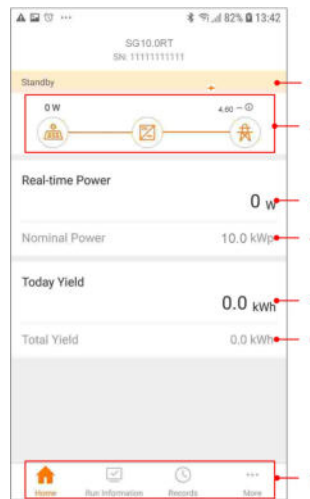 82% 13:42
SG10.0RT
SN: 11111111111
Standby
0 W
4.60
Real-time Power
0 W
Nominal Power 10.0 kWp
Today Yield
0.0 kWh
Total Yield 0.0 kWh
Home Run Information Records More